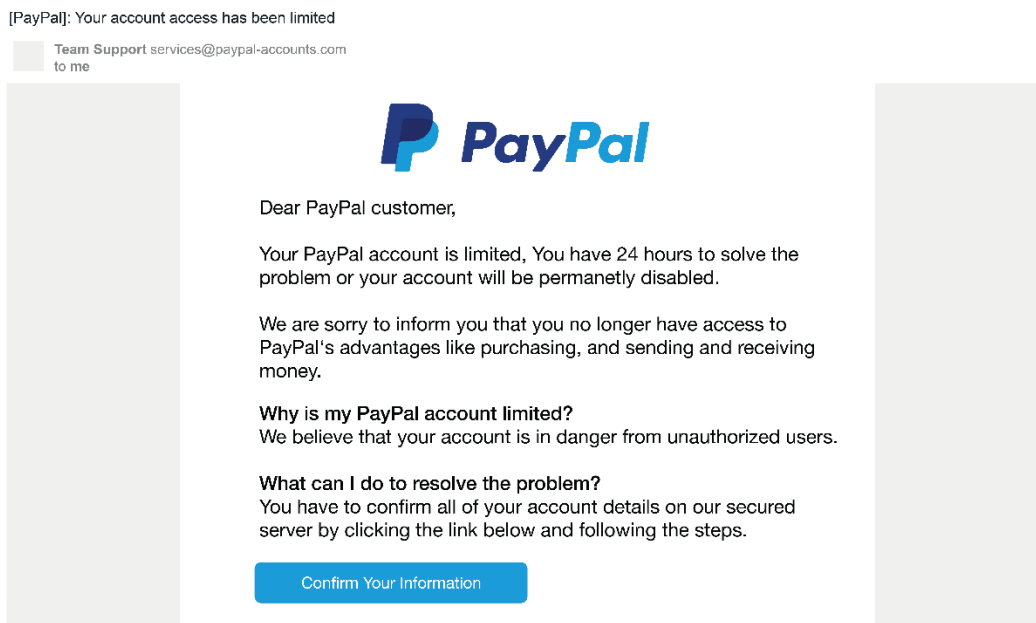 [PayPal]: Your account access has been limited
Team Support services@paypal-accounts.com
to me
PayPal
Dear PayPal customer,
Your PayPal account is limited, You have 24 hours to solve the
problem or your account will be permanetly disabled.
We are sorry to inform you that you no longer have access to
PayPal's advantages like purchasing, and sending and receiving
money.
Why is my PayPal account limited?
We believe that your account is in danger from unauthorized users.
What can I do to resolve the problem?
You have to confirm all of your account details on our secured
server by clicking the link below and following the steps.
Confirm Your Information